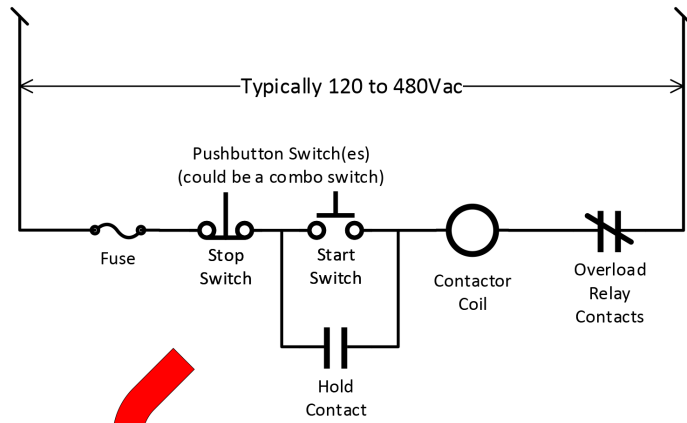 Typically 120 to 480Vac
Pushbutton Switch(es)
(could be a combo switch)
Fuse
Stop
Switch
Start
Switch
Contactor
Coil
Overload
Relay
Contacts
Hold
Contact